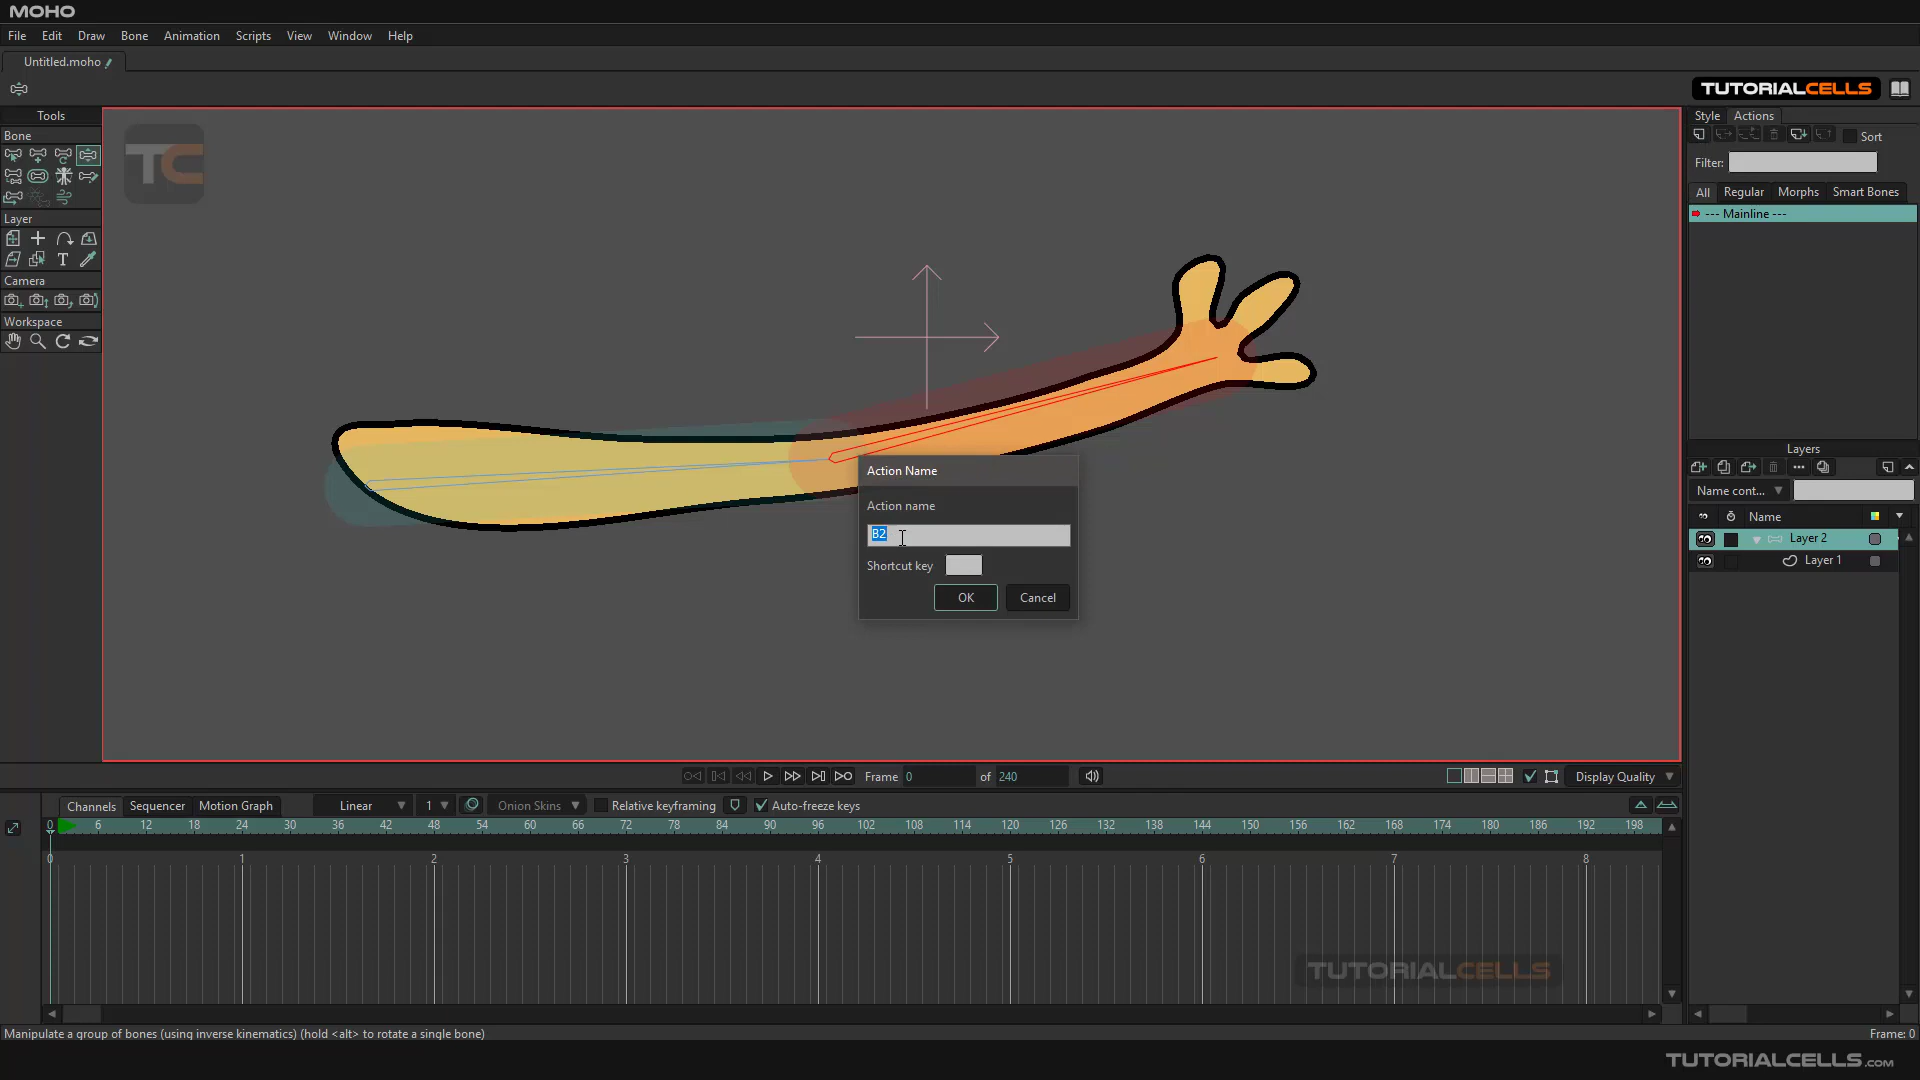 MOHO
File Edit Draw Bone Animation Scripts View Window Help
Untitled.moho
TUTORIALCELLS
Tools
Bone
Layer
T
Camera
Workspace
TC
Style Actions
Sort
Filter:
All Regular Morphs Smart Bones
--- Mainline ---
Action Name
Action name
B2
Shortcut key
OK Cancel
Layers
Name cont...
Name
Layer 2
Layer 1
Frame 0 of 240
Display Quality
Channels Sequencer Motion Graph Linear 1 Onion Skins Relative keyframing Auto-freeze keys
0 6 12 18 24 30 36 42 48 54 60 66 72 78 84 90 96 102 108 114 120 126 132 138 144 150 156 162 168 174 180 186 192 198
0 1 2 3 4 5 6 7 8
TUTORIALCELLS
Manipulate a group of bones (using inverse kinematics) (hold <alt> to rotate a single bone)
Frame: 0
TUTORIALCELLS.COM